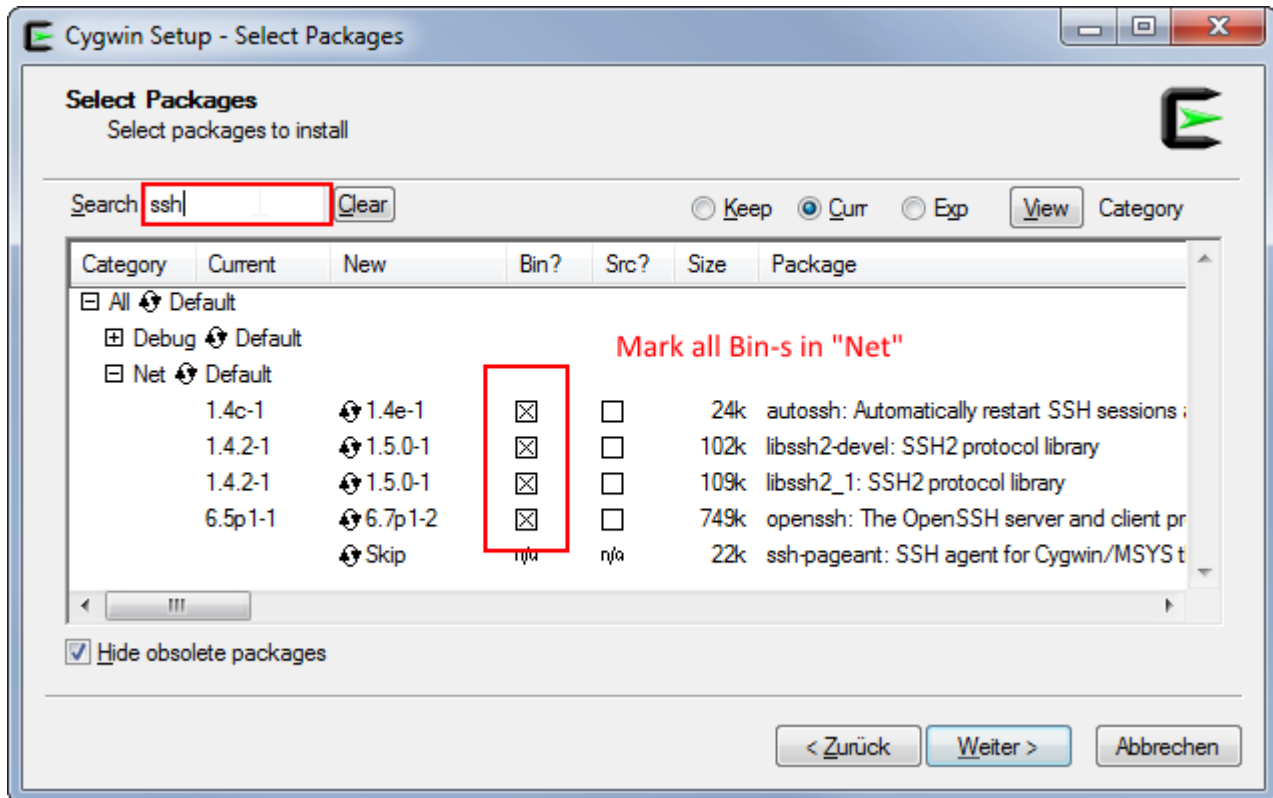 Cygwin Setup - Select Packages
Select Packages
Select packages to install
Search ssh Clear Keep Curr Exp View Category
Category Current New Bin? Src? Size Package
All Default
Debug Default
Mark all Bin-s in "Net"
Net Default
1.4c-1 1.4e-1 24k autossh: Automatically restart SSH sessions
1.4.2-1 1.5.0-1 102k libssh2-devel: SSH2 protocol library
1.4.2-1 1.5.0-1 109k libssh2_1: SSH2 protocol library
6.5p1-1 6.7p1-2 749k openssh: The OpenSSH server and client pr
Skip n/a n/a 22k ssh-pageant: SSH agent for Cygwin/MSYS t
Hide obsolete packages
< Zurück Weiter > Abbrechen